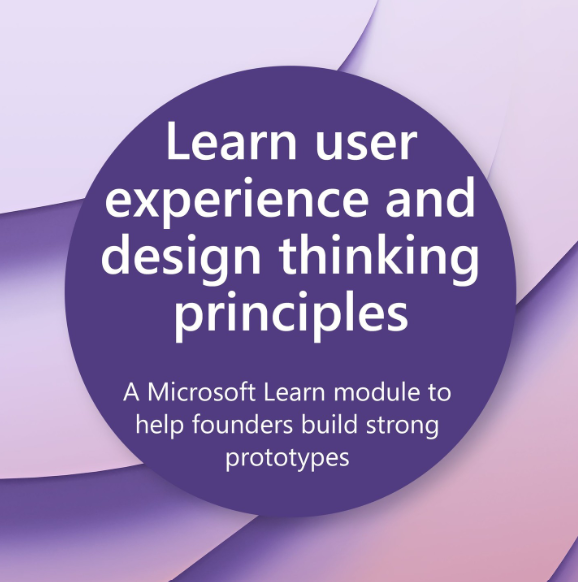 Learn user
experience and
design thinking
principles
A Microsoft Learn module to
help founders build strong
prototypes